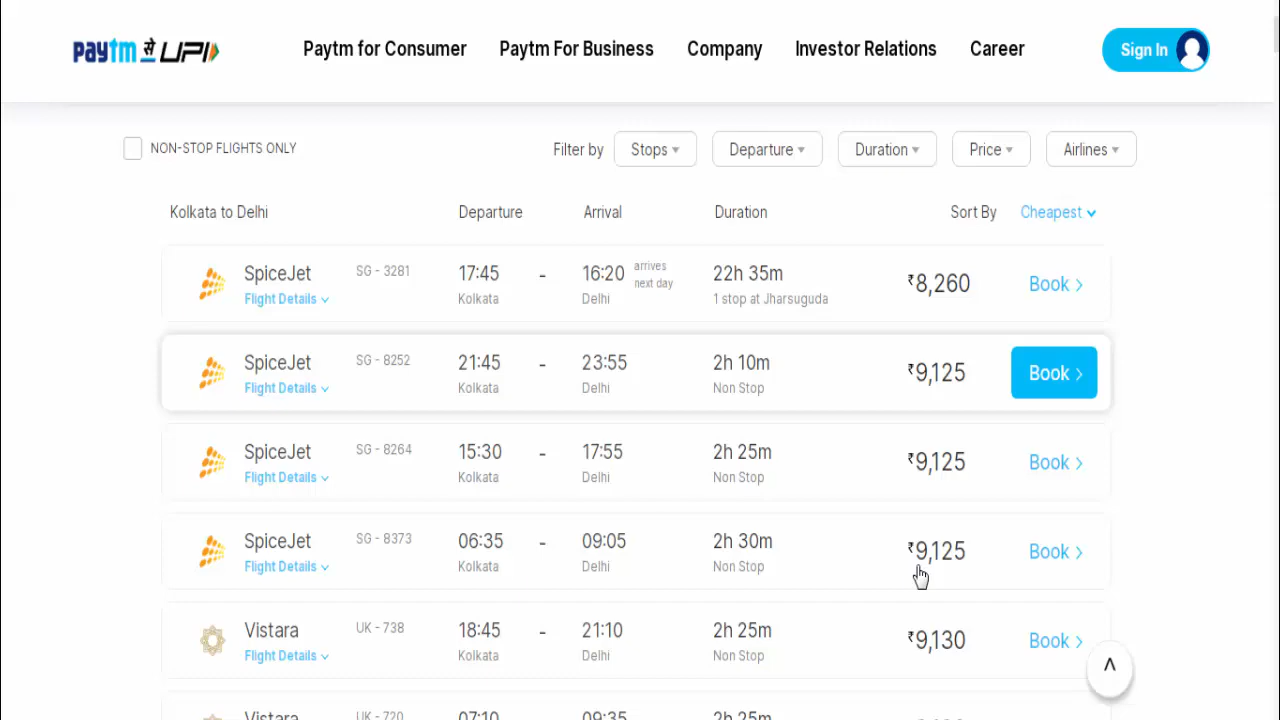 paytm से UPI
Paytm for Consumer Paytm For Business Company Investor Relations Career Sign In
NON-STOP FLIGHTS ONLY Filter by Stops Departure Duration Price Airlines
Kolkata to Delhi Departure Arrival Duration Sort By Cheapest
SpiceJet SG - 3281 17:45 - 16:20 arrives next day 22h 35m ₹8,260 Book >
Flight Details Kolkata Delhi 1 stop at Jharsuguda
SpiceJet SG - 8252 21:45 - 23:55 2h 10m ₹9,125 Book >
Flight Details Kolkata Delhi Non Stop
SpiceJet SG - 8264 15:30 - 17:55 2h 25m ₹9,125 Book >
Flight Details Kolkata Delhi Non Stop
SpiceJet SG - 8373 06:35 - 09:05 2h 30m ₹9,125 Book >
Flight Details Kolkata Delhi Non Stop
Vistara UK - 738 18:45 - 21:10 2h 25m ₹9,130 Book >
Flight Details Kolkata Delhi Non Stop
Vistara UK - 720 07:10 09:35